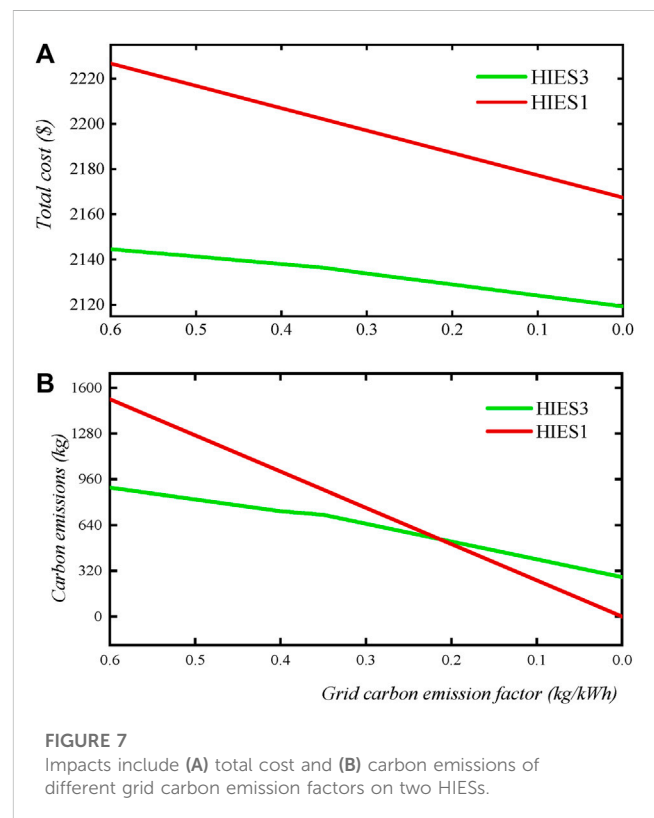 A
HIES3
HIES1
Total cost ($)
2220
2200
2180
2160
2140
2120
0.6 0.5 0.4 0.3 0.2 0.1 0.0
B
HIES3
HIES1
Carbon emissions (kg)
1600
1280
960
640
320
0
0.6 0.5 0.4 0.3 0.2 0.1 0.0
Grid carbon emission factor (kg/kWh)
FIGURE 7
Impacts include (A) total cost and (B) carbon emissions of
different grid carbon emission factors on two HIESs.